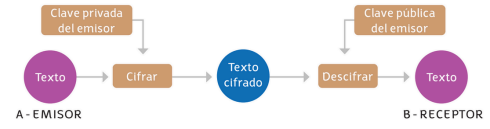 Clave privada
del emisor
Clave pública
del emisor
Texto
Cifrar
Texto
cifrado
Descifrar
Texto
A - EMISOR
B - RECEPTOR